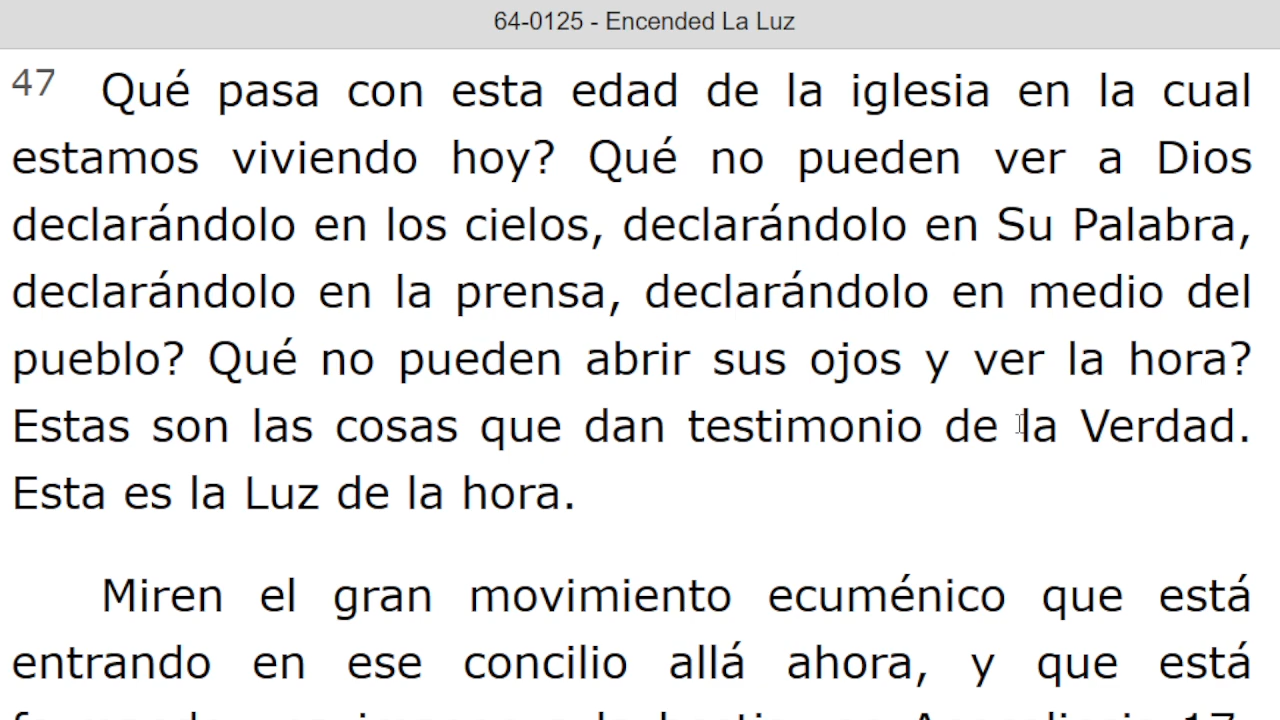 64-0125 - Encended La Luz
47 Qué pasa con esta edad de la iglesia en la cual
estamos viviendo hoy? Qué no pueden ver a Dios
declarándolo en los cielos, declarándolo en Su Palabra,
declarándolo en la prensa, declarándolo en medio del
pueblo? Qué no pueden abrir sus ojos y ver la hora?
Estas son las cosas que dan testimonio de la Verdad.
Esta es la Luz de la hora.
Miren el gran movimiento ecuménico que está
entrando en ese concilio allá ahora, y que está